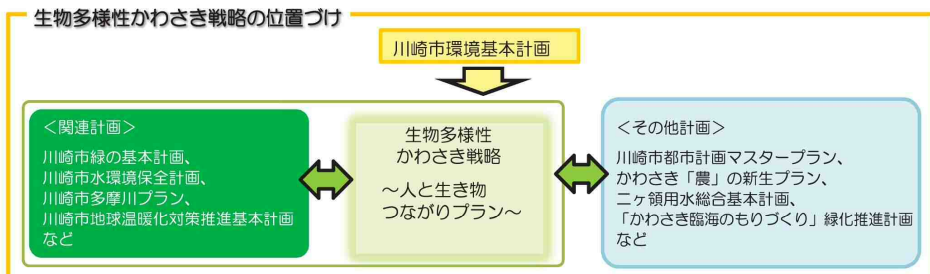 生物多様性かわさき戦略の位置づけ
川崎市環境基本計画
＜関連計画＞
川崎市緑の基本計画、
川崎市水環境保全計画、
川崎市多摩川プラン、
川崎市地球温暖化対策推進基本計画
など
生物多様性
かわさき戦略
～人と生き物
つながりプラン～
＜その他計画＞
川崎市都市計画マスタープラン、
かわさき「農」の新生プラン、
二ヶ領用水総合基本計画、
「かわさき臨海のもりづくり」緑化推進計画
など